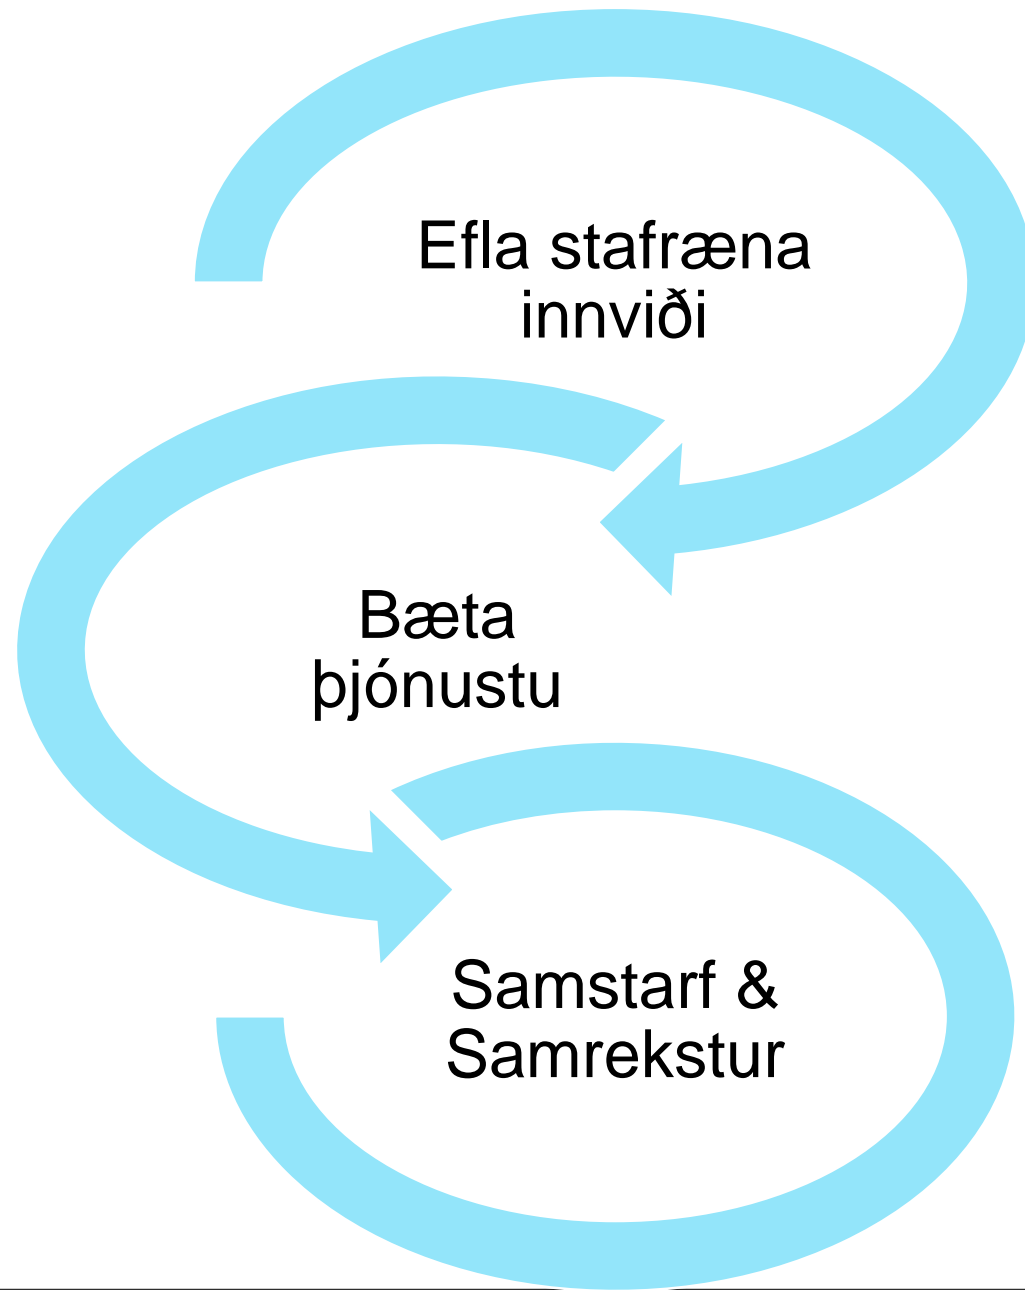 Efla stafræna
innviði
Bæta
þjónustu
Samstarf &
Samrekstur